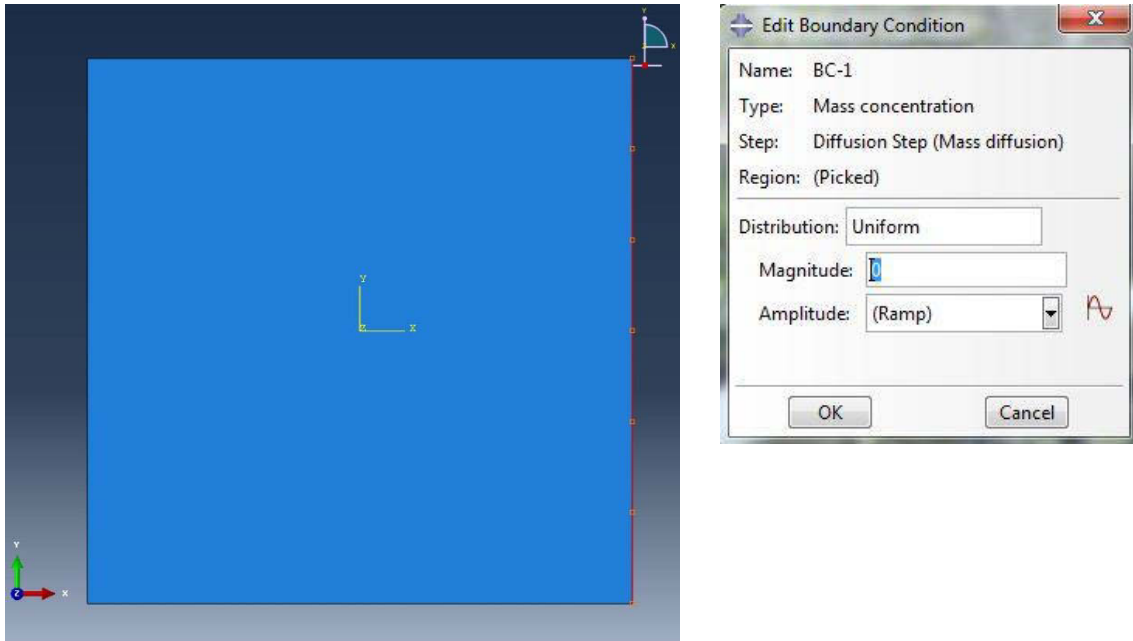 Y
X
Y
Z X
Y
Z X
Edit Boundary Condition
X
Name: BC-1
Type: Mass concentration
Step: Diffusion Step (Mass diffusion)
Region: (Picked)
Distribution: Uniform
Magnitude: 0
Amplitude: (Ramp)
OK Cancel